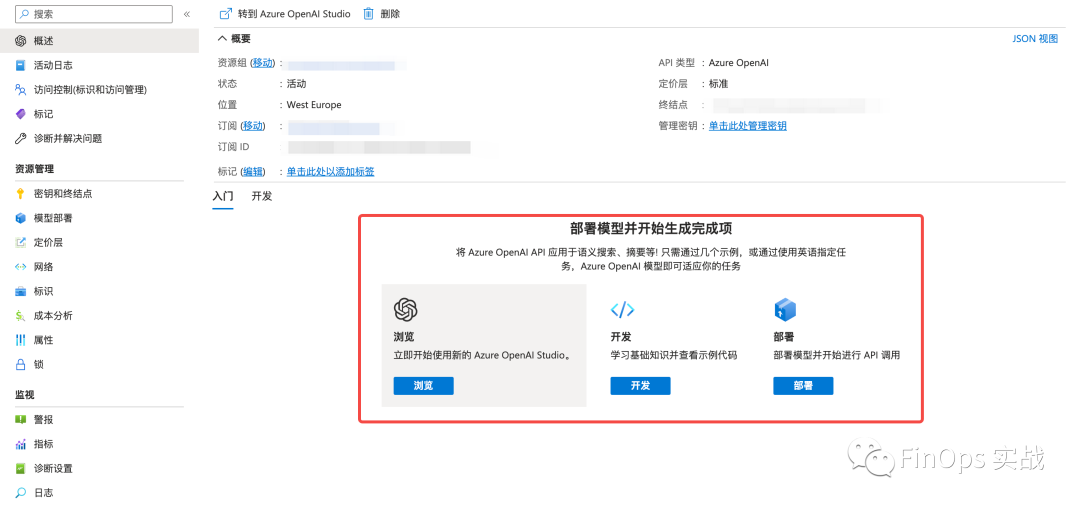 搜索
«
转到 Azure OpenAI Studio
删除
概述
活动日志
访问控制(标识和访问管理)
标记
诊断并解决问题
资源管理
密钥和终结点
模型部署
定价层
网络
标识
成本分析
属性
锁
监视
警报
指标
诊断设置
日志
概要
JSON 视图
资源组 (移动) :
状态 : 活动
位置 : West Europe
订阅 (移动) :
订阅 ID :
标记 (编辑) : 单击此处以添加标签
API 类型 : Azure OpenAI
定价层 : 标准
终结点 :
管理密钥 : 单击此处管理密钥
入门 开发
部署模型并开始生成完成项
将 Azure OpenAI API 应用于语义搜索、摘要等! 只需通过几个示例，或通过使用英语指定任
务，Azure OpenAI 模型即可适应你的任务
浏览
立即开始使用新的 Azure OpenAI Studio。
浏览
开发
学习基础知识并查看示例代码
开发
部署
部署模型并开始进行 API 调用
部署
FinOps 实战